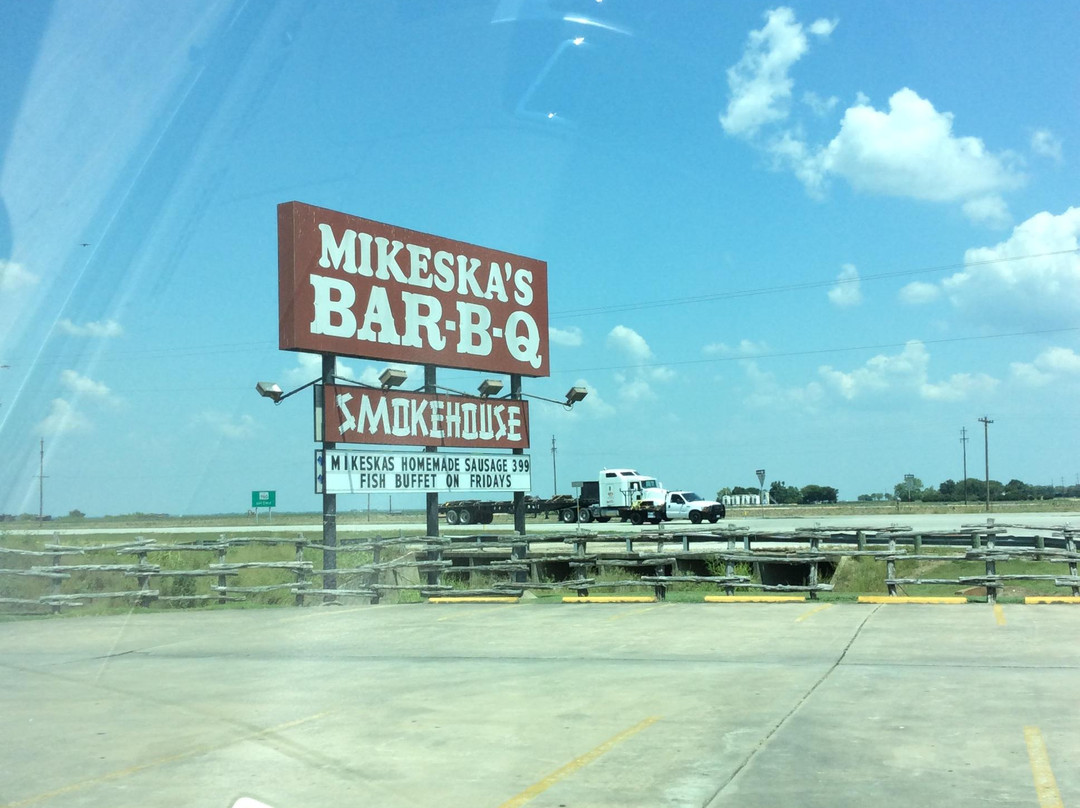 MIKESKA'S
BAR-B-Q
SMOKEHOUSE
MIKESKAS HOMEMADE SAUSAGE 399
FISH BUFFET ON FRIDAYS